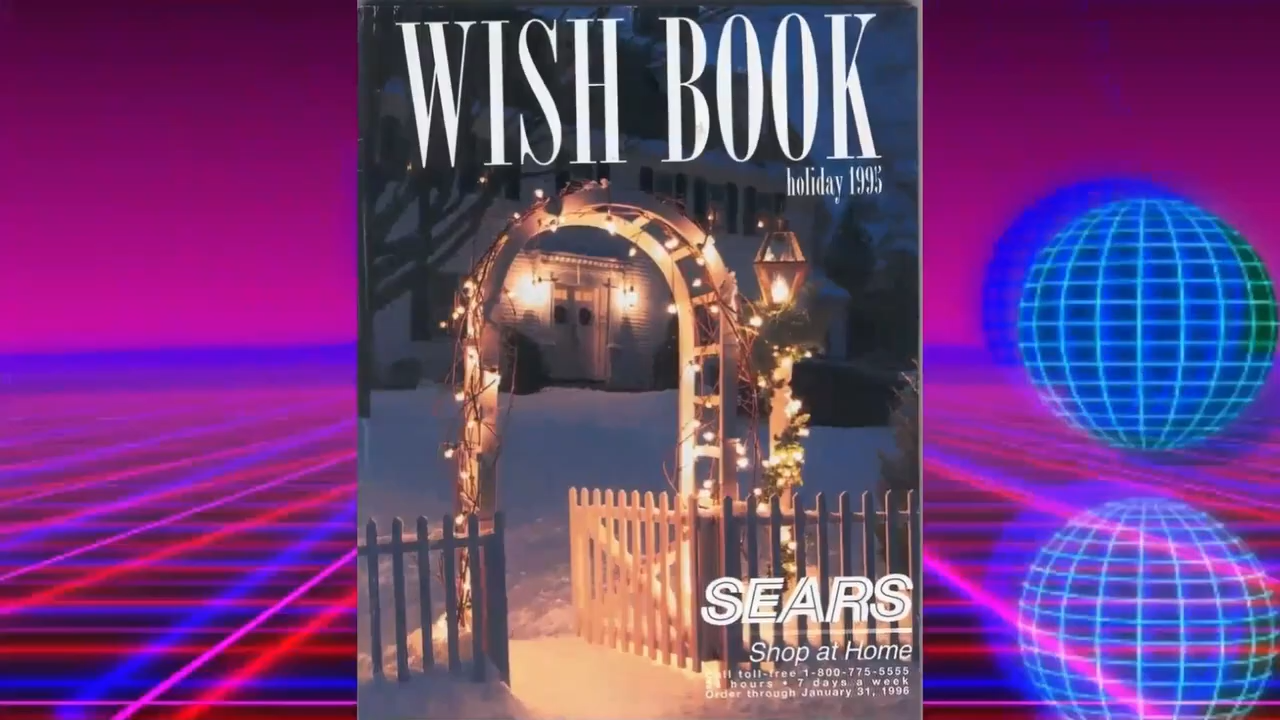 WISH BOOK
holiday 1995
SEARS
Shop at Home
Call toll-free 1-800-775-5555
24 hours • 7 days a week
Order through January 31, 1996